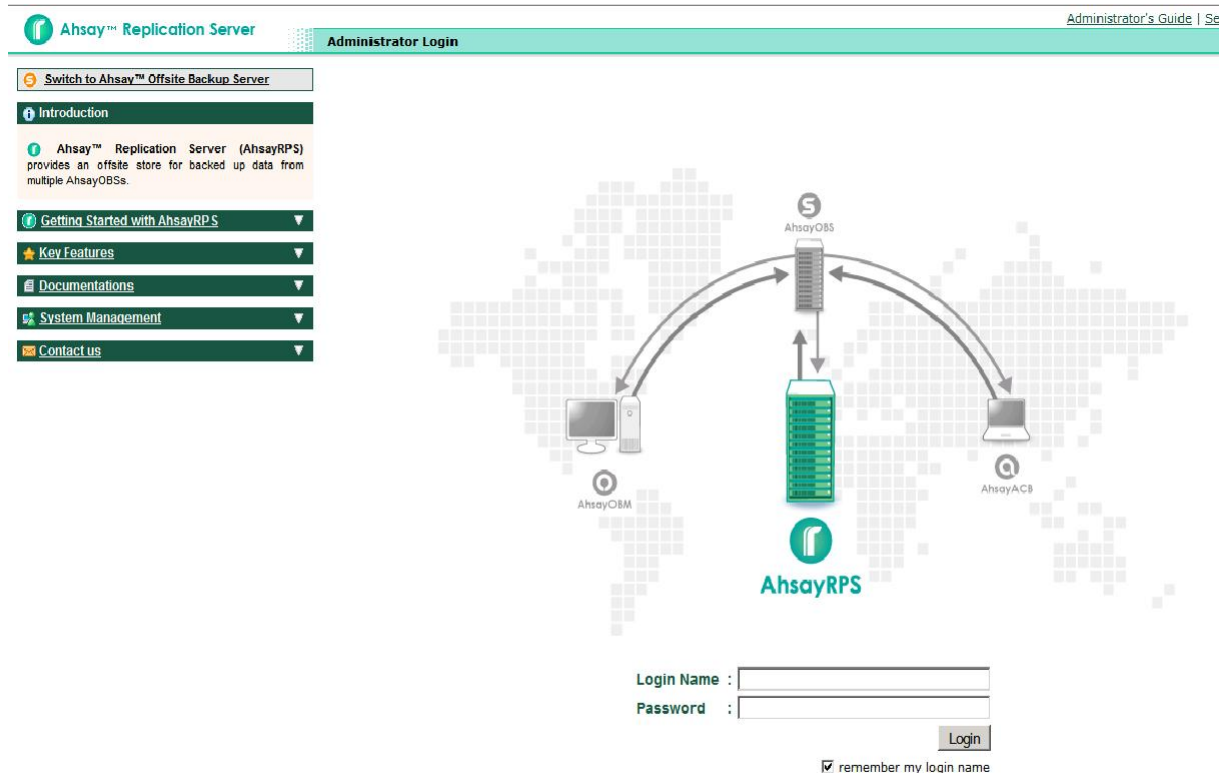 Ahsay™ Replication Server
Administrator's Guide | Se
Administrator Login
Switch to Ahsay™ Offsite Backup Server
Introduction
Ahsay™ Replication Server (AhsayRPS)
provides an offsite store for backed up data from
multiple AhsayOBSs.
Getting Started with AhsayRPS
Key Features
Documentations
System Management
Contact us
AhsayOBS
AhsayOBM
AhsayACB
AhsayRPS
Login Name :
Password :
Login
remember my login name